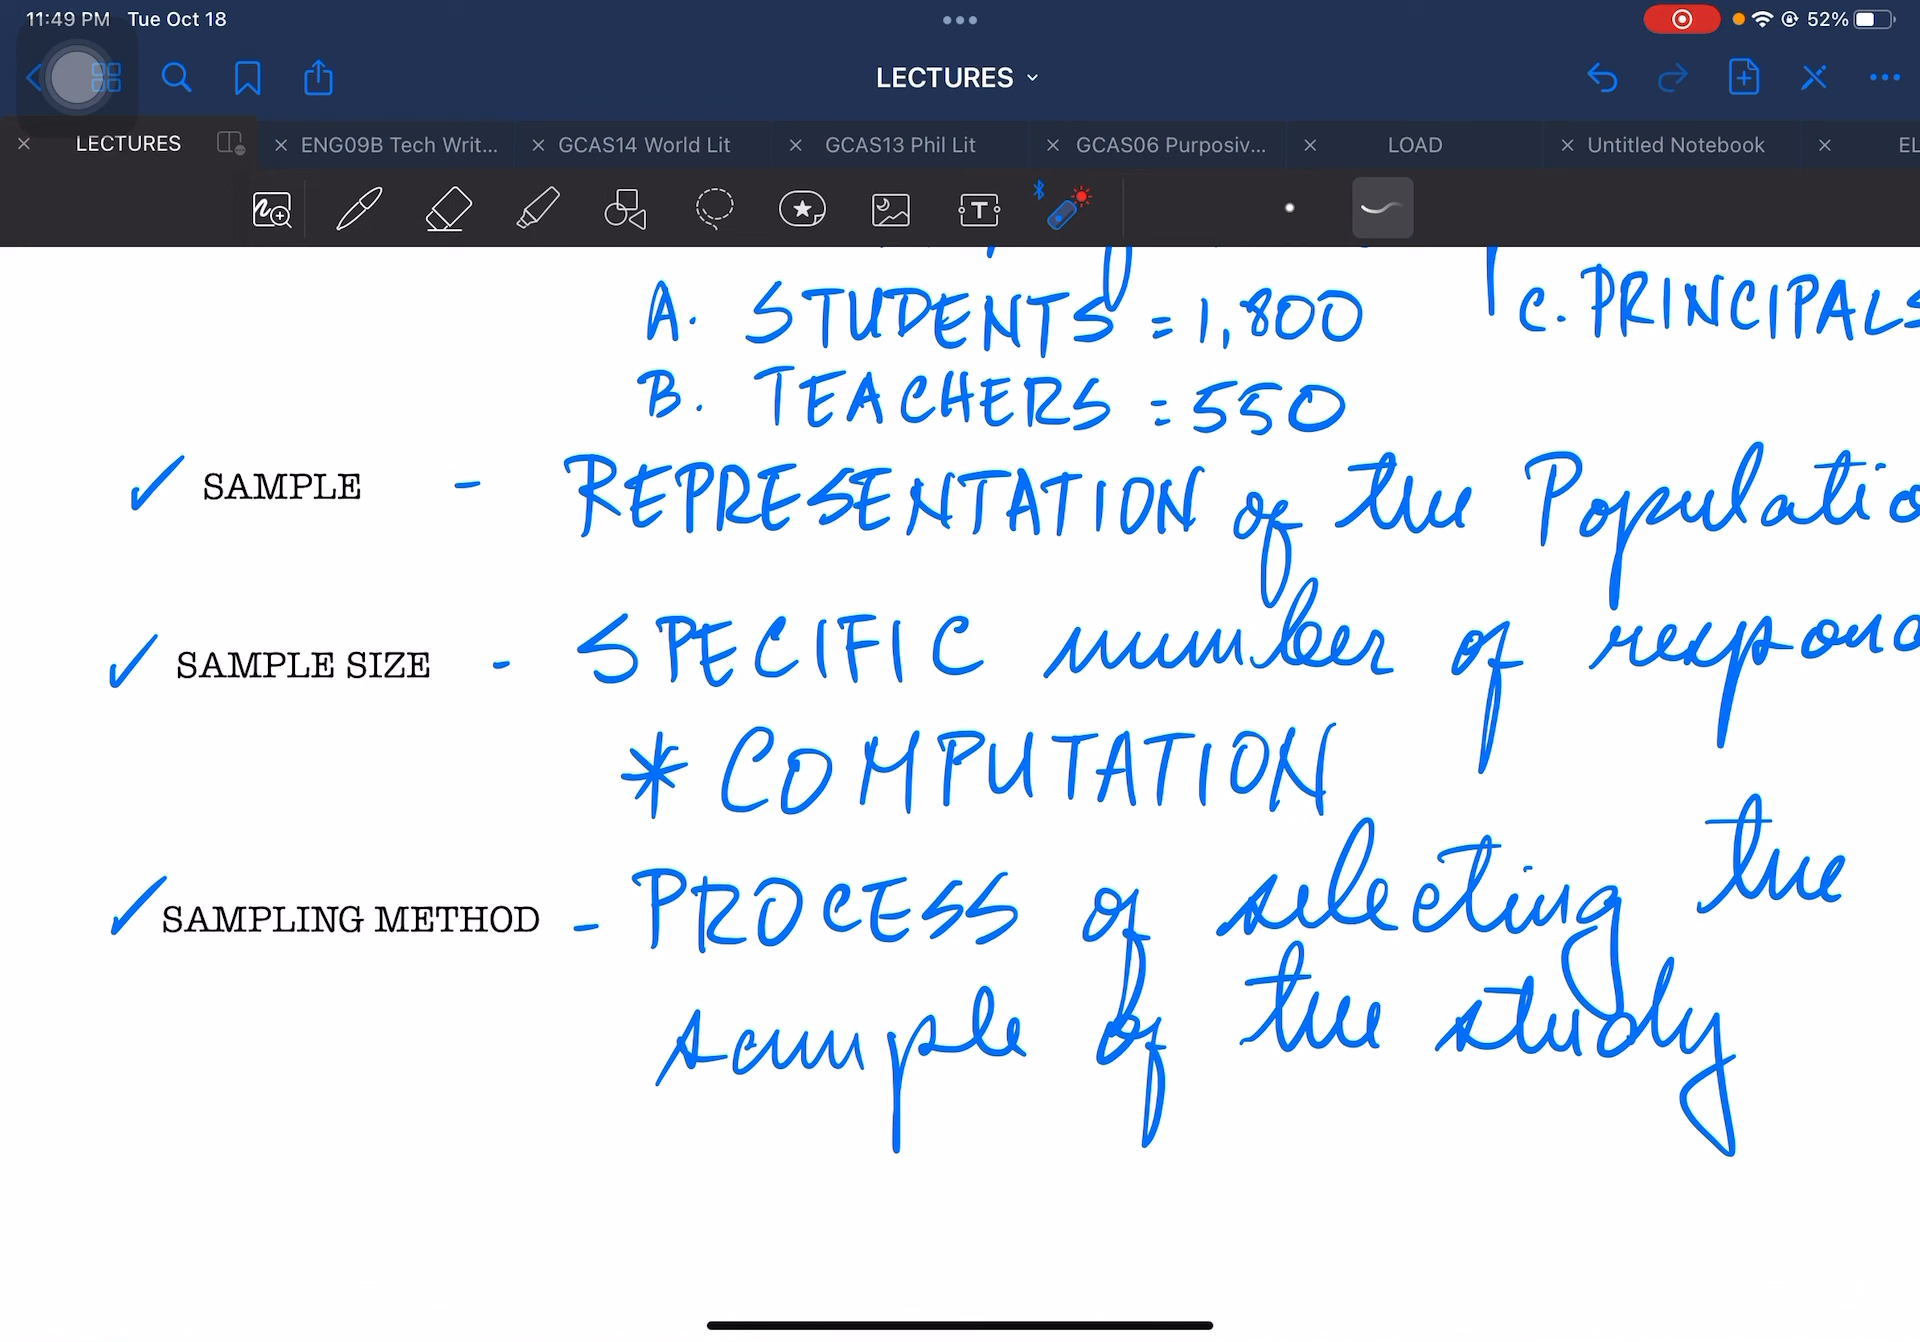 11:49 PM Tue Oct 18
52%
LECTURES
LECTURES
ENG09B Tech Writ...
GCAS14 World Lit
GCAS13 Phil Lit
GCAS06 Purposiv...
LOAD
Untitled Notebook
EL
T
A. STUDENTS = 1,800 C. PRINCIPALS
B. TEACHERS = 550
SAMPLE - REPRESENTATION of the Populatio
SAMPLE SIZE - SPECIFIC number of respond
* COMPUTATION
SAMPLING METHOD - PROCESS of selecting the
sample of the study